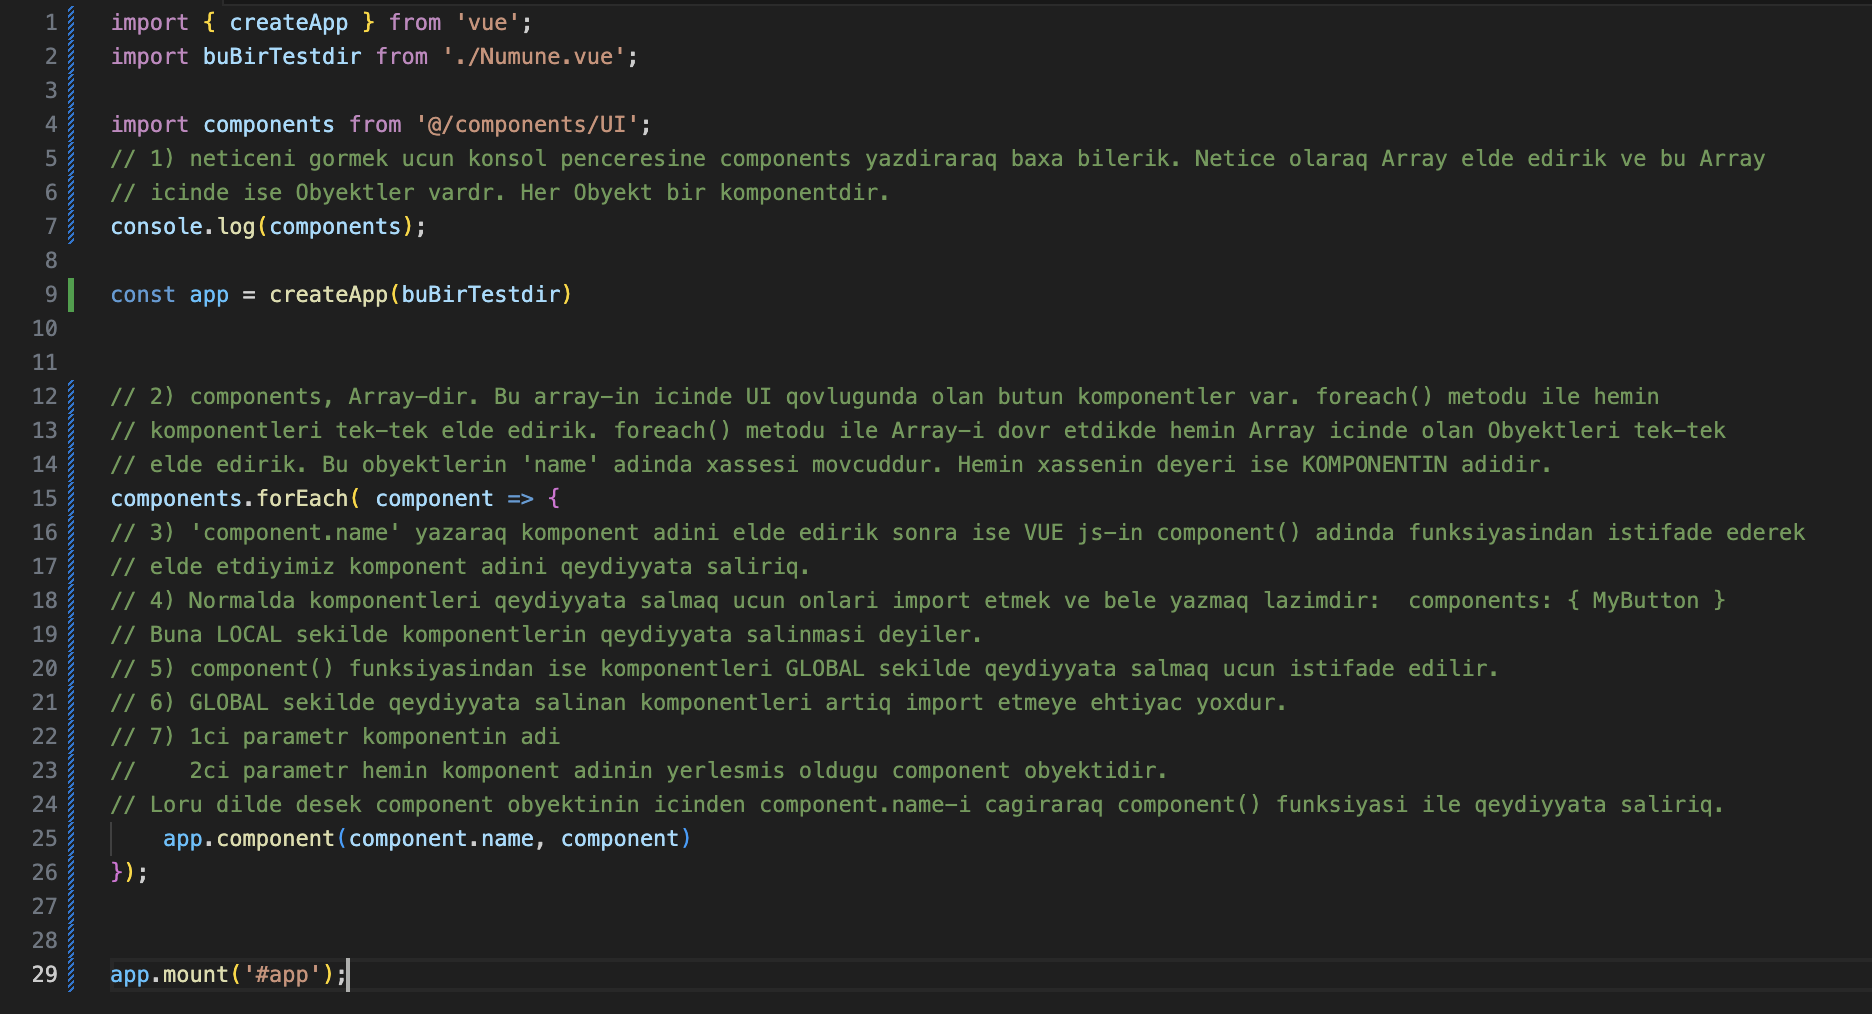 1 import { createApp } from 'vue';
2 import buBirTestdir from './Numune.vue';
3
4 import components from '@/components/UI';
5 // 1) neticeni gormek ucun konsol penceresine components yazdiraraq baxa bilerik. Netice olaraq Array elde edirik ve bu Array
6 // icinde ise Obyektler vardr. Her Obyekt bir komponentdir.
7 console.log(components);
8
9 const app = createApp(buBirTestdir)
10
11
12 // 2) components, Array-dir. Bu array-in icinde UI qovlugunda olan butun komponentler var. foreach() metodu ile hemin
13 // komponentleri tek-tek elde edirik. foreach() metodu ile Array-i dovr etdikde hemin Array icinde olan Obyektleri tek-tek
14 // elde edirik. Bu obyektlerin 'name' adinda xassesi movcuddur. Hemin xassenin deyeri ise KOMPONENTIN adidir.
15 components.forEach( component => {
16 // 3) 'component.name' yazaraq komponent adini elde edirik sonra ise VUE js-in component() adinda funksiyasindan istifade ederek
17 // elde etdiyimiz komponent adini qeydiyyata saliriq.
18 // 4) Normalda komponentleri qeydiyyata salmaq ucun onlari import etmek ve bele yazmaq lazimdir:  components: { MyButton }
19 // Buna LOCAL sekilde komponentlerin qeydiyyata salinmasi deyiler.
20 // 5) component() funksiyasindan ise komponentleri GLOBAL sekilde qeydiyyata salmaq ucun istifade edilir.
21 // 6) GLOBAL sekilde qeydiyyata salinan komponentleri artiq import etmeye ehtiyac yoxdur.
22 // 7) 1ci parametr komponentin adi
23 //    2ci parametr hemin komponent adinin yerlesmis oldugu component obyektidir.
24 // Loru dilde desek component obyektinin icinden component.name-i cagiraraq component() funksiyasi ile qeydiyyata saliriq.
25     app.component(component.name, component)
26 });
27
28
29 app.mount('#app');